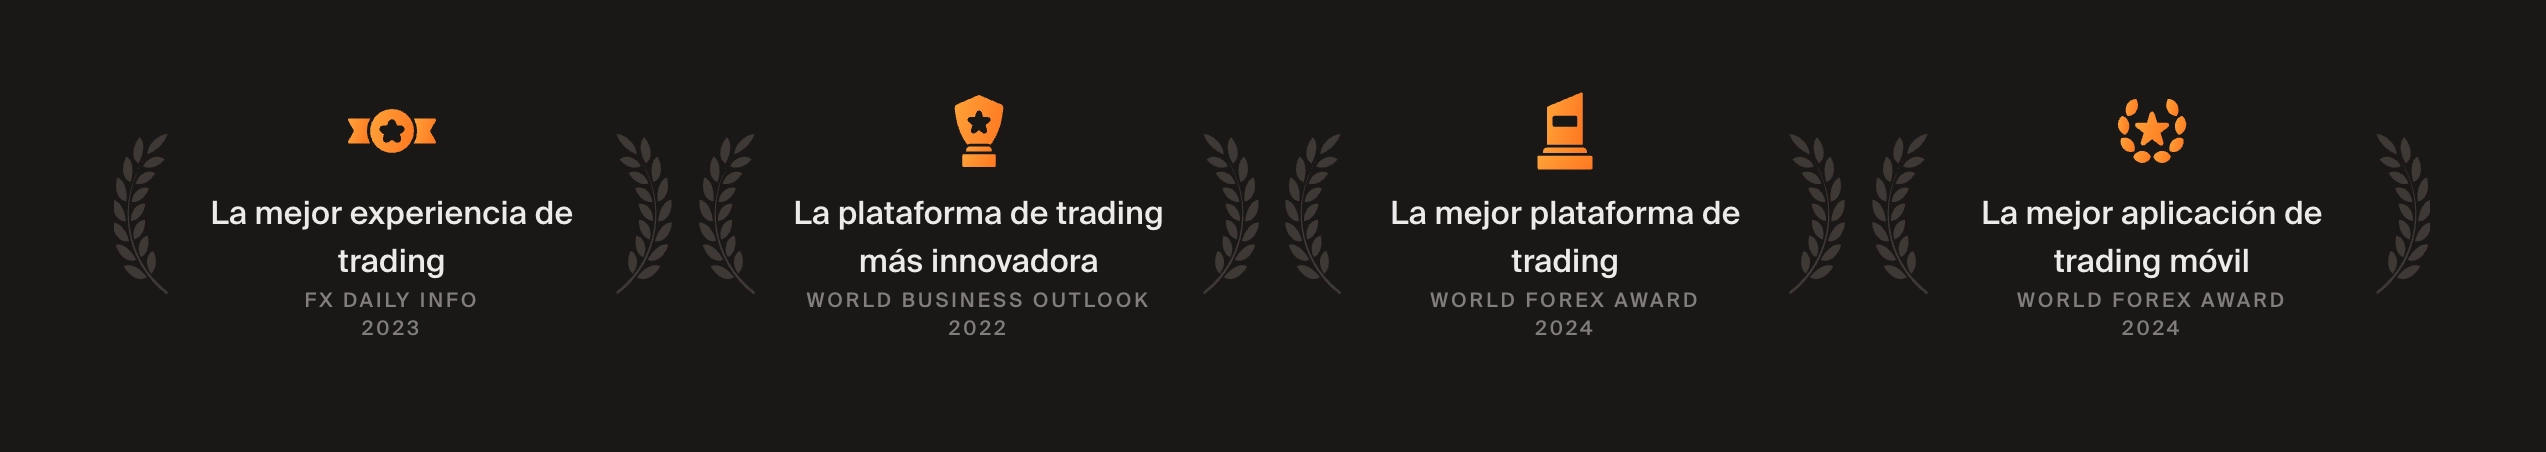 La mejor experiencia de
trading
FX DAILY INFO
2023
La plataforma de trading
más innovadora
WORLD BUSINESS OUTLOOK
2022
La mejor plataforma de
trading
WORLD FOREX AWARD
2024
La mejor aplicación de
trading móvil
WORLD FOREX AWARD
2024